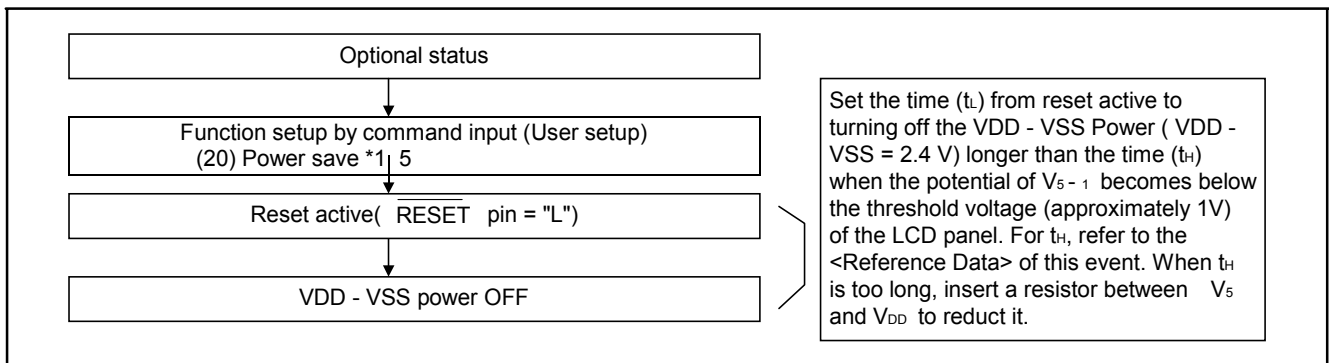 Optional status
Function setup by command input (User setup)
(20) Power save *1 5
Reset active( RESET pin = "L")
VDD - VSS power OFF
Set the time (tL) from reset active to
turning off the VDD - VSS Power ( VDD -
VSS = 2.4 V) longer than the time (tH)
when the potential of V5 - 1 becomes below
the threshold voltage (approximately 1V)
of the LCD panel. For tH, refer to the
<Reference Data> of this event. When tH
is too long, insert a resistor between V5
and VDD to reduct it.